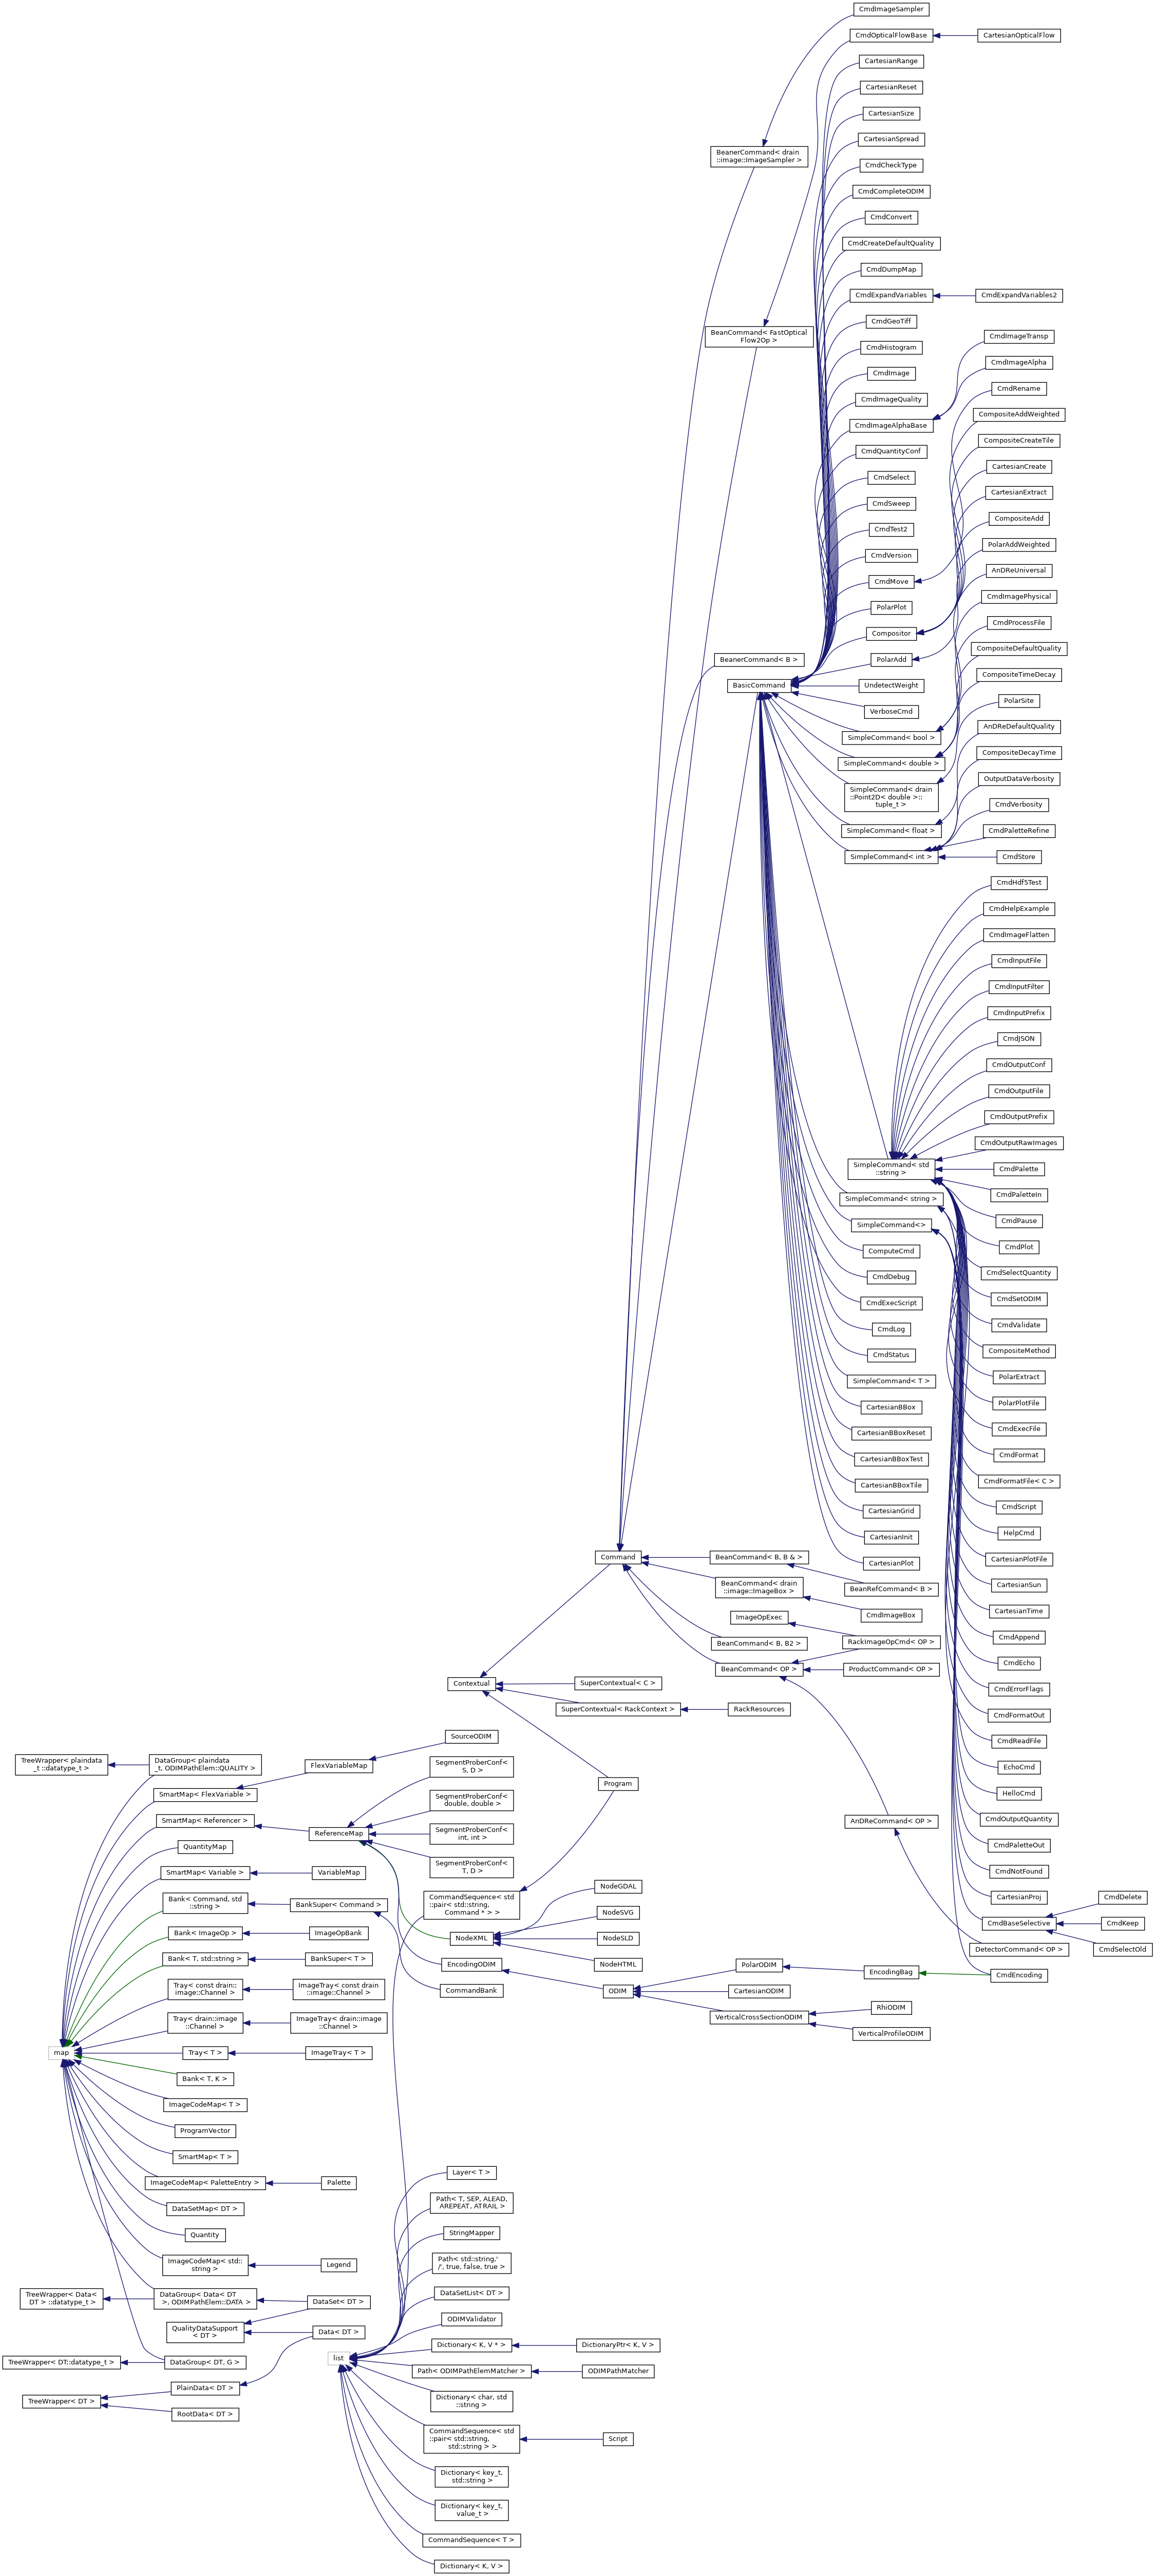 CmdImageSampler
CmdOpticalFlowBase
CartesianOpticalFlow
CartesianRange
CartesianReset
CartesianSize
CartesianSpread
BeanerCommand< drain
::image::ImageSampler >
CmdCheckType
CmdCompleteODIM
CmdConvert
CmdCreateDefaultQuality
CmdDumpMap
CmdExpandVariables
CmdExpandVariables2
CmdGeoTiff
BeanCommand< FastOptical
Flow2Op >
CmdImageTransp
CmdHistogram
CmdImageAlpha
CmdImage
CmdRename
CmdImageQuality
CompositeAddWeighted
CmdImageAlphaBase
CompositeCreateTile
CmdQuantityConf
CartesianCreate
CmdSelect
CartesianExtract
CmdSweep
CompositeAdd
CmdTest2
PolarAddWeighted
CmdVersion
AnDReUniversal
CmdMove
CmdImagePhysical
PolarPlot
CmdProcessFile
Compositor
CompositeDefaultQuality
BeanerCommand< B >
PolarAdd
CompositeTimeDecay
BasicCommand
UndetectWeight
PolarSite
VerboseCmd
AnDReDefaultQuality
SimpleCommand< bool >
CompositeDecayTime
SimpleCommand< double >
OutputDataVerbosity
SimpleCommand< drain
::Point2D< double >::
tuple_t >
CmdVerbosity
SimpleCommand< float >
CmdPaletteRefine
SimpleCommand< int >
CmdStore
CmdHdf5Test
CmdHelpExample
CmdImageFlatten
CmdInputFile
CmdInputFilter
CmdInputPrefix
CmdJSON
CmdOutputConf
CmdOutputFile
CmdOutputPrefix
CmdOutputRawImages
SimpleCommand< std
::string >
CmdPalette
CmdPaletteIn
SimpleCommand< string >
CmdPause
SimpleCommand<>
CmdPlot
ComputeCmd
CmdSelectQuantity
CmdDebug
CmdSetODIM
CmdExecScript
CmdValidate
CmdLog
CompositeMethod
CmdStatus
PolarExtract
SimpleCommand< T >
PolarPlotFile
CartesianBBox
CmdExecFile
CartesianBBoxReset
CmdFormat
CartesianBBoxTest
CmdFormatFile< C >
CartesianBBoxTile
CmdScript
CartesianGrid
HelpCmd
CartesianInit
CartesianPlotFile
Command
BeanCommand< B, B & >
CartesianPlot
CartesianSun
BeanCommand< drain
::image::ImageBox >
BeanRefCommand< B >
CartesianTime
ImageOpExec
CmdImageBox
CmdAppend
BeanCommand< B, B2 >
RackImageOpCmd< OP >
CmdEcho
BeanCommand< OP >
ProductCommand< OP >
CmdErrorFlags
Contextual
SuperContextual< C >
CmdFormatOut
SuperContextual< RackContext >
RackResources
CmdReadFile
SourceODIM
EchoCmd
TreeWrapper< plaindata
_t ::datatype_t >
DataGroup< plaindata
_t, ODIMPathElem::QUALITY >
FlexVariableMap
SegmentProberConf<
S, D >
Program
HelloCmd
SmartMap< FlexVariable >
SegmentProberConf<
double, double >
AnDReCommand< OP >
CmdOutputQuantity
SmartMap< Referencer >
ReferenceMap
SegmentProberConf<
int, int >
CmdPaletteOut
QuantityMap
SegmentProberConf<
T, D >
CmdNotFound
SmartMap< Variable >
VariableMap
NodeGDAL
CartesianProj
CmdDelete
Bank< Command, std
::string >
BankSuper< Command >
CommandSequence< std
::pair< std::string,
Command * > >
NodeSVG
CmdBaseSelective
CmdKeep
Bank< ImageOp >
ImageOpBank
NodeXML
NodeSLD
DetectorCommand< OP >
CmdSelectOld
Bank< T, std::string >
BankSuper< T >
EncodingODIM
NodeHTML
PolarODIM
EncodingBag
CmdEncoding
Tray< const drain::
image::Channel >
ImageTray< const drain
::image::Channel >
CommandBank
ODIM
CartesianODIM
RhiODIM
Tray< drain::image
::Channel >
ImageTray< drain::image
::Channel >
VerticalCrossSectionODIM
VerticalProfileODIM
map
Tray< T >
ImageTray< T >
Bank< T, K >
ImageCodeMap< T >
ProgramVector
SmartMap< T >
Layer< T >
ImageCodeMap< PaletteEntry >
Palette
Path< T, SEP, ALEAD,
AREPEAT, ATRAIL >
DataSetMap< DT >
StringMapper
Quantity
Path< std::string,'
/', true, false, true >
ImageCodeMap< std::
string >
Legend
DataSetList< DT >
TreeWrapper< Data<
DT > ::datatype_t >
DataGroup< Data< DT
>, ODIMPathElem::DATA >
DataSet< DT >
ODIMValidator
QualityDataSupport
< DT >
Data< DT >
Dictionary< K, V * >
DictionaryPtr< K, V >
list
TreeWrapper< DT::datatype_t >
DataGroup< DT, G >
Path< ODIMPathElemMatcher >
ODIMPathMatcher
PlainData< DT >
TreeWrapper< DT >
Dictionary< char, std
::string >
RootData< DT >
CommandSequence< std
::pair< std::string,
std::string > >
Script
Dictionary< key_t,
std::string >
Dictionary< key_t,
value_t >
CommandSequence< T >
Dictionary< K, V >